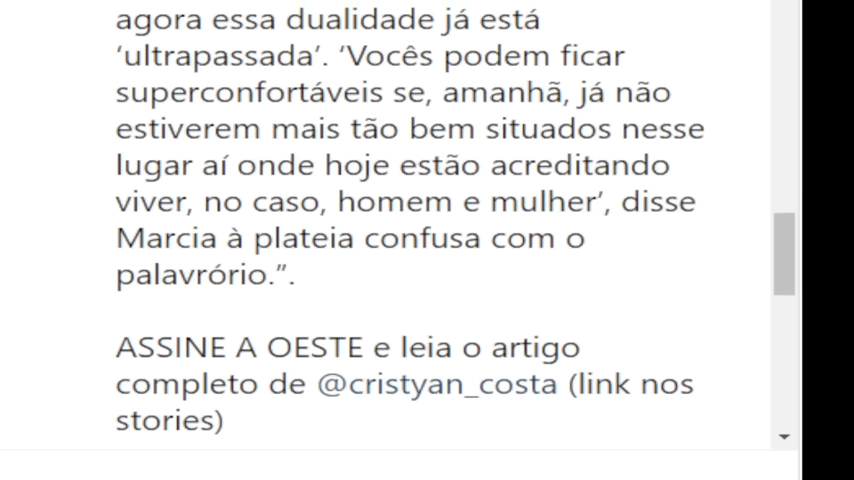 agora essa dualidade já está
‘ultrapassada’. ‘Vocês podem ficar
superconfortáveis se, amanhã, já não
estiverem mais tão bem situados nesse
lugar aí onde hoje estão acreditando
viver, no caso, homem e mulher’, disse
Marcia à plateia confusa com o
palavrório.”.
ASSINE A OESTE e leia o artigo
completo de @cristyan_costa (link nos
stories)